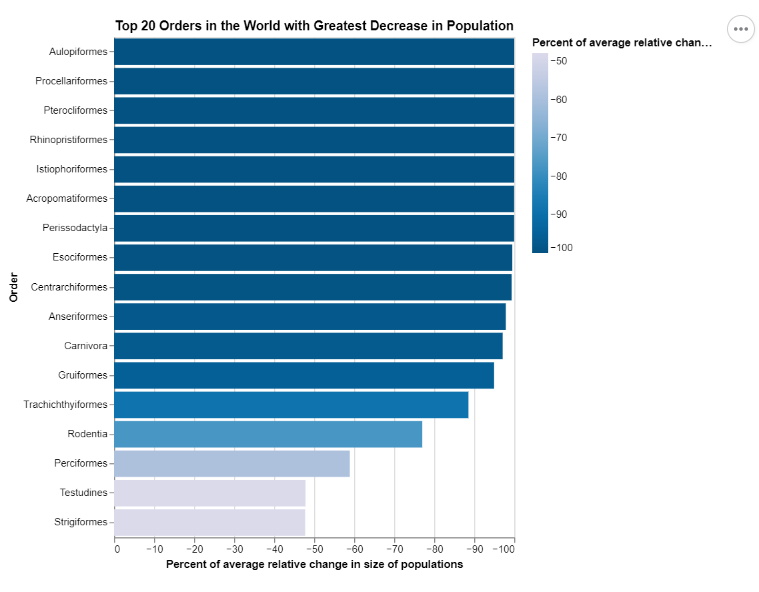 Top 20 Orders in the World with Greatest Decrease in Population
Percent of average relative chan…
−50
−60
−70
−80
−90
−100
Order
Aulopiformes
Procellariformes
Pterocliformes
Rhinopristiformes
Istiophoriformes
Acropomatiformes
Perissodactyla
Esociformes
Centrarchiformes
Anseriformes
Carnivora
Gruiformes
Trachichthyiformes
Rodentia
Perciformes
Testudines
Strigiformes
0 −10 −20 −30 −40 −50 −60 −70 −80 −90 −100
Percent of average relative change in size of populations